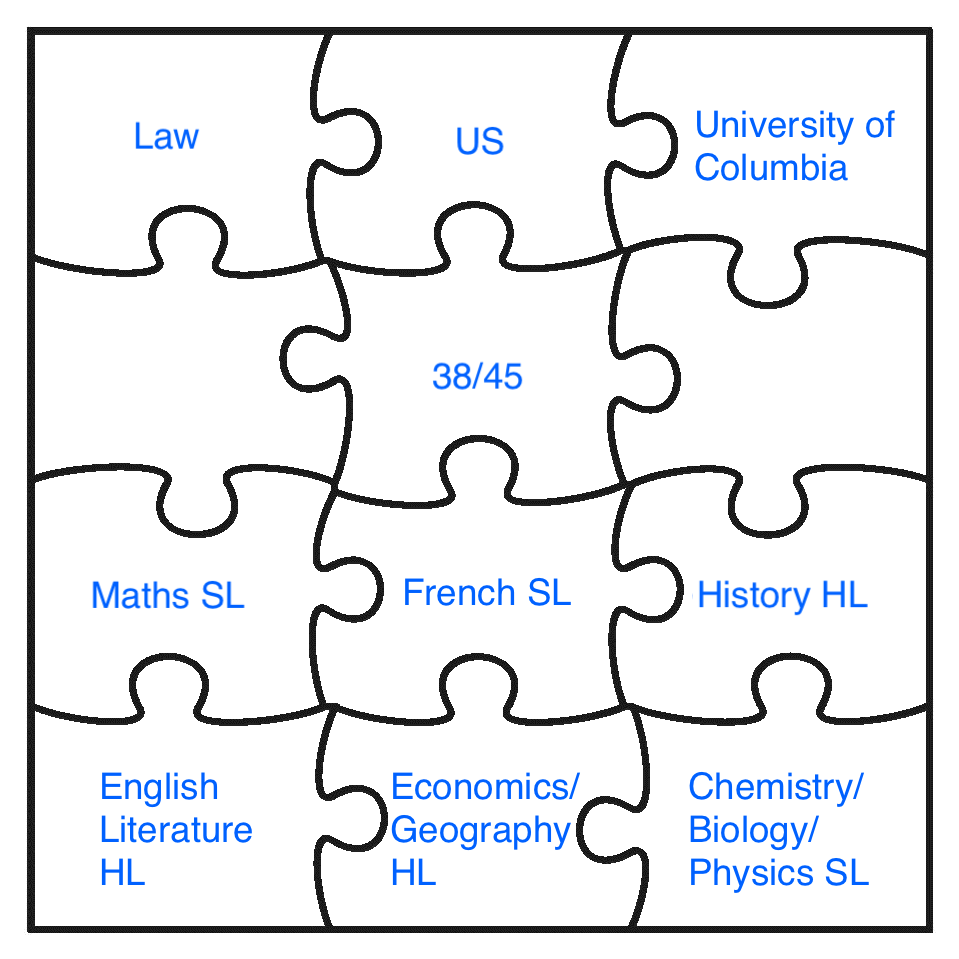 Law
US
University of
Columbia
38/45
Maths SL
French SL
History HL
English
Literature
HL
Economics/
Geography
HL
Chemistry/
Biology/
Physics SL